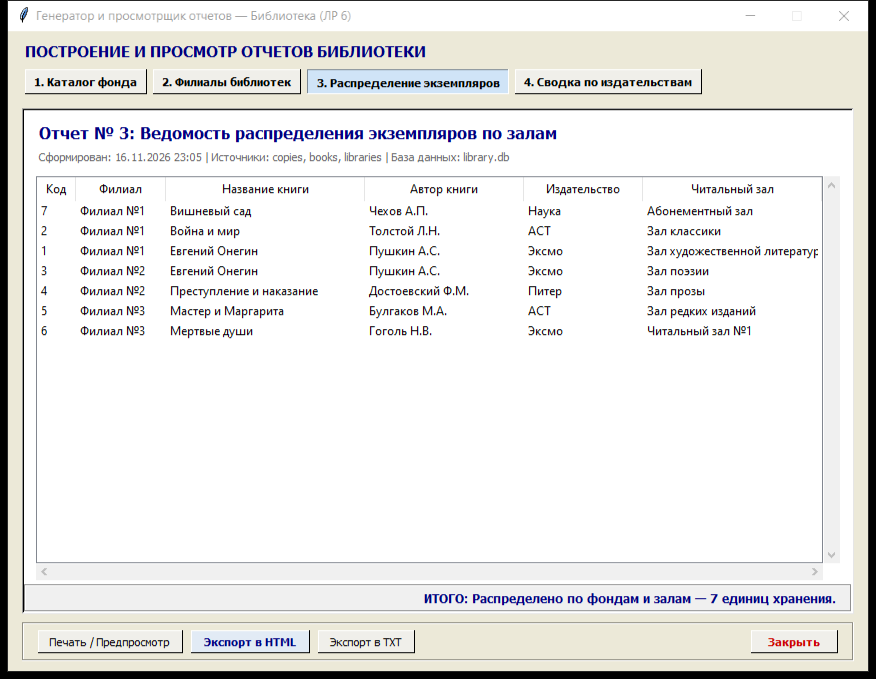 Генератор и просмотрщик отчетов — Библиотека (ЛР 6)
ПОСТРОЕНИЕ И ПРОСМОТР ОТЧЕТОВ БИБЛИОТЕКИ
1. Каталог фонда 2. Филиалы библиотек 3. Распределение экземпляров 4. Сводка по издательствам
Отчет № 3: Ведомость распределения экземпляров по залам
Сформирован: 16.11.2026 23:05 | Источники: copies, books, libraries | База данных: library.db
Код Филиал Название книги Автор книги Издательство Читальный зал
7 Филиал №1 Вишневый сад Чехов А.П. Наука Абонементный зал
2 Филиал №1 Война и мир Толстой Л.Н. АСТ Зал классики
1 Филиал №1 Евгений Онегин Пушкин А.С. Эксмо Зал художественной литератур
3 Филиал №2 Евгений Онегин Пушкин А.С. Эксмо Зал поэзии
4 Филиал №2 Преступление и наказание Достоевский Ф.М. Питер Зал прозы
5 Филиал №3 Мастер и Маргарита Булгаков М.А. АСТ Зал редких изданий
6 Филиал №3 Мертвые души Гоголь Н.В. Эксмо Читальный зал №1
ИТОГО: Распределено по фондам и залам — 7 единиц хранения.
Печать / Предпросмотр Экспорт в HTML Экспорт в TXT Закрыть